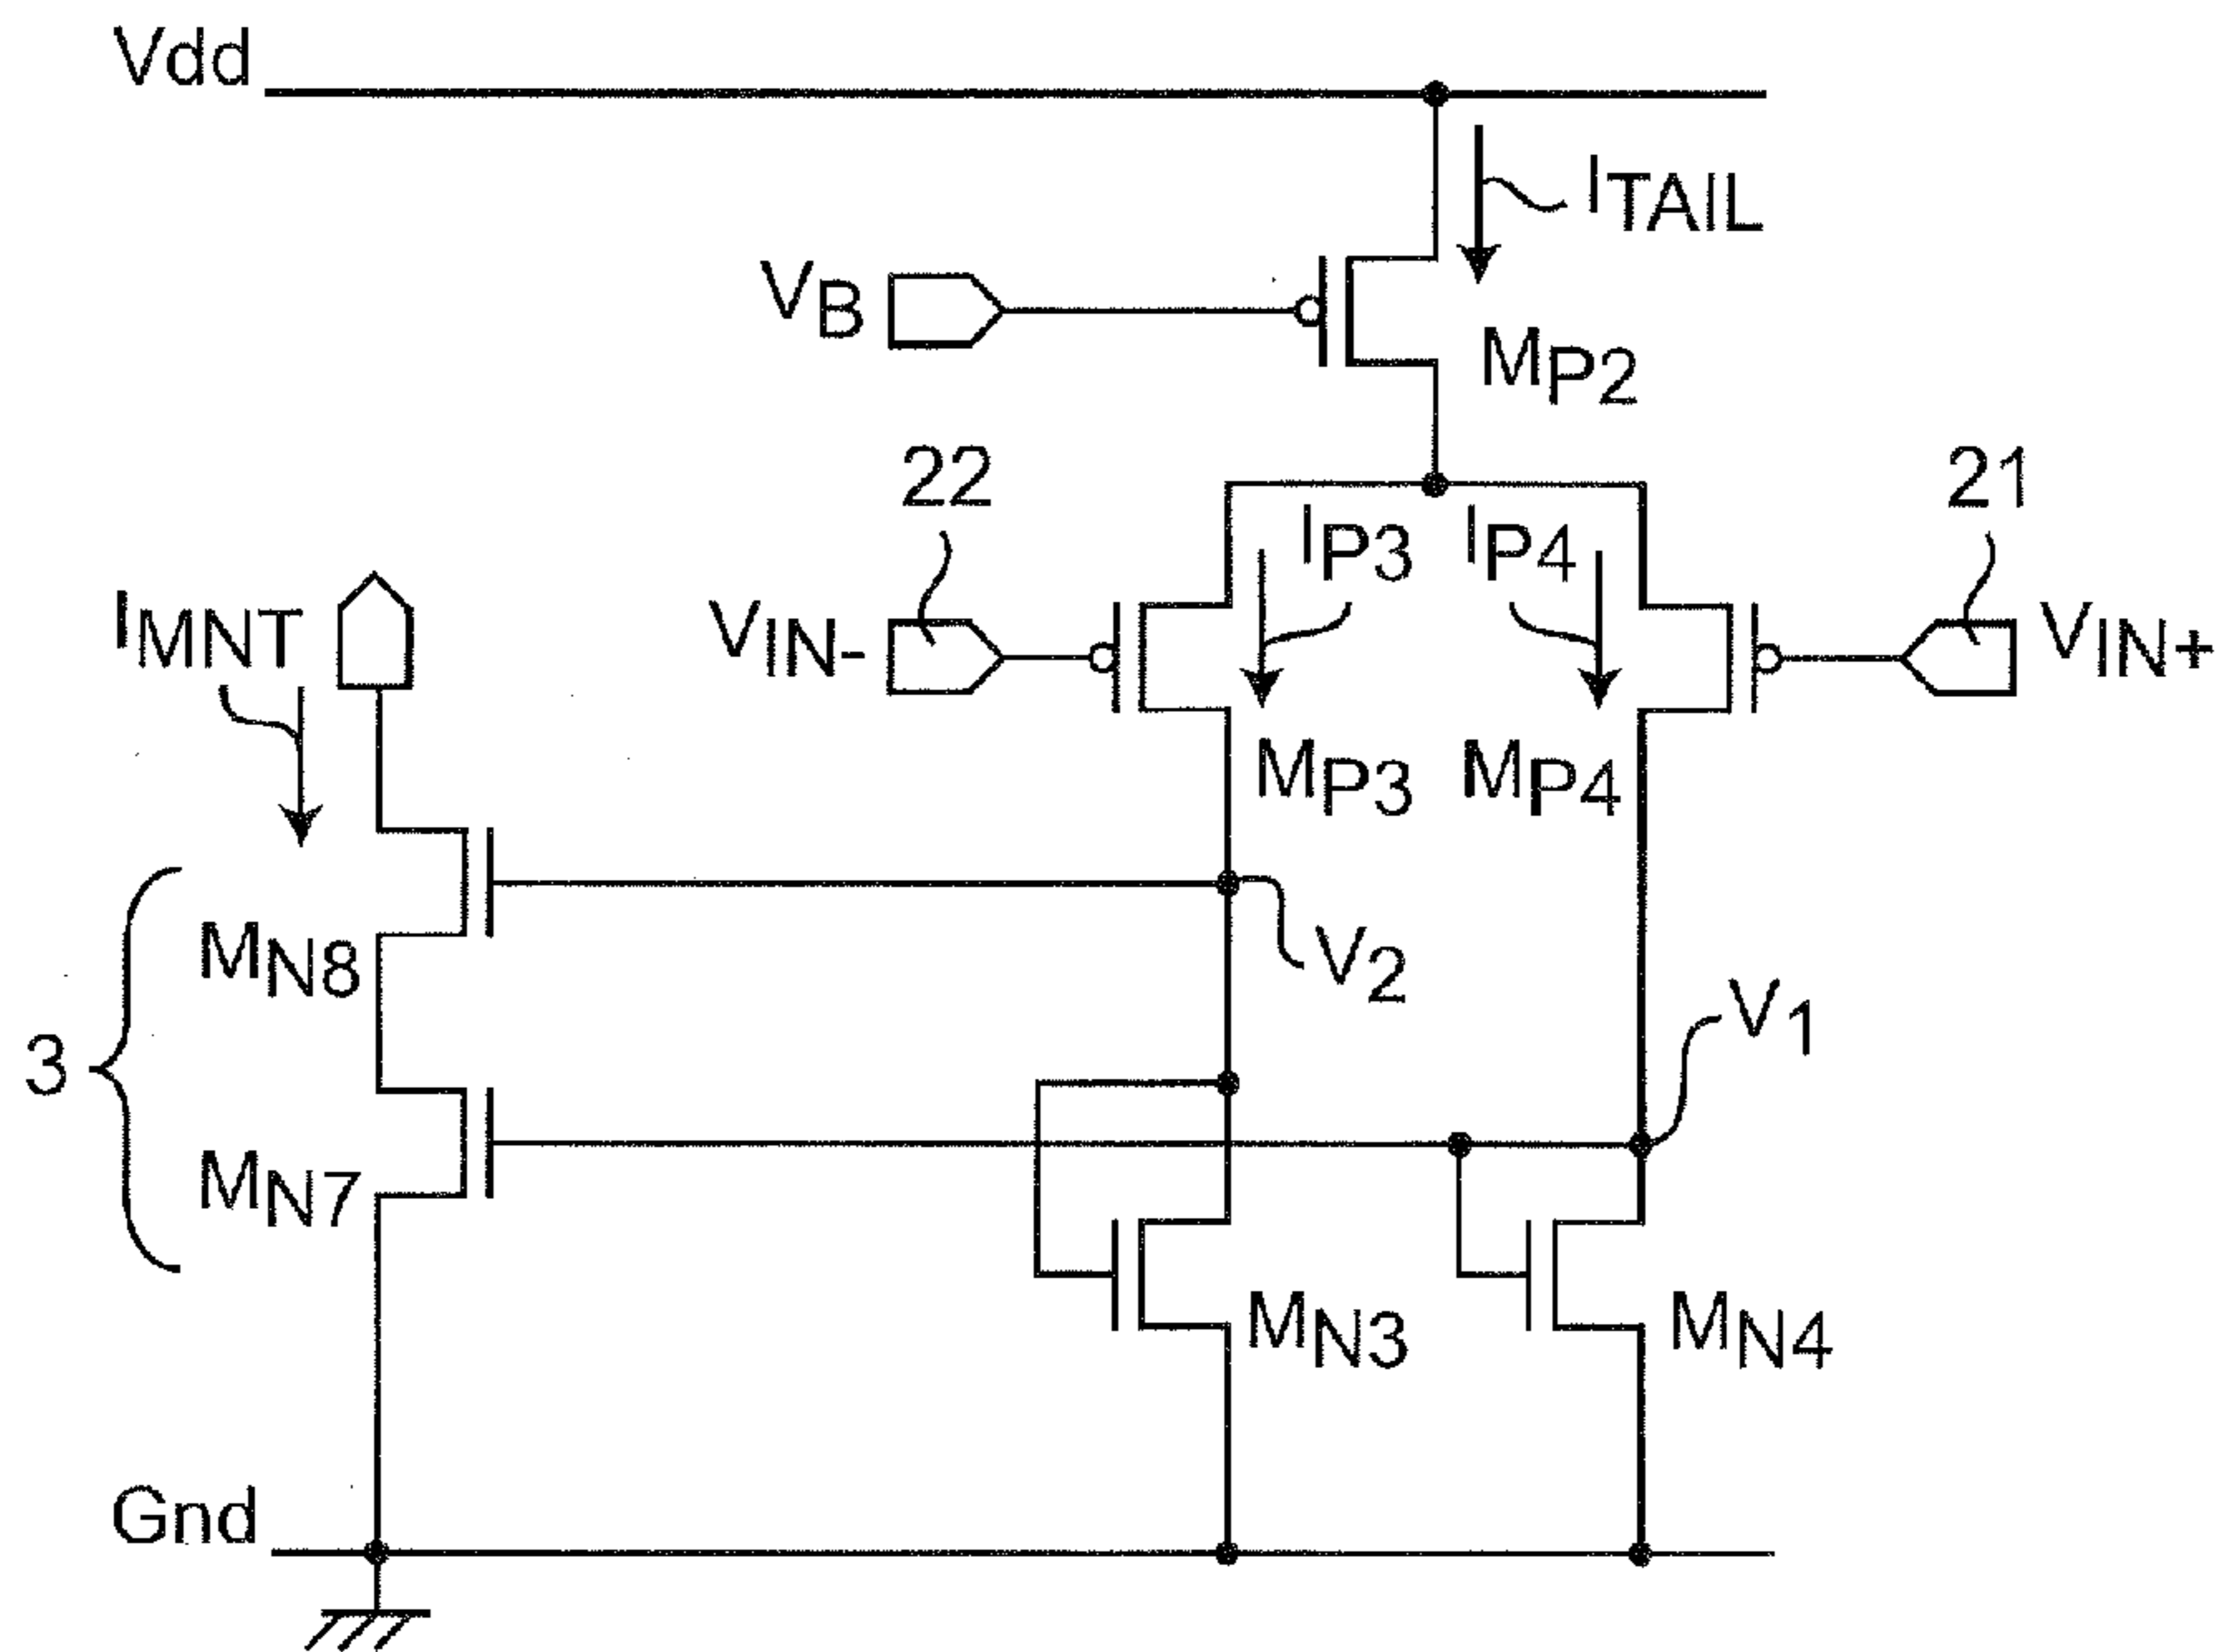 Vdd
ITAIL
VB
MP2
22
21
IP3
IP4
IMNT
VIN-
VIN+
MP3
MP4
MN8
V2
V1
3
MN7
MN3
MN4
Gnd